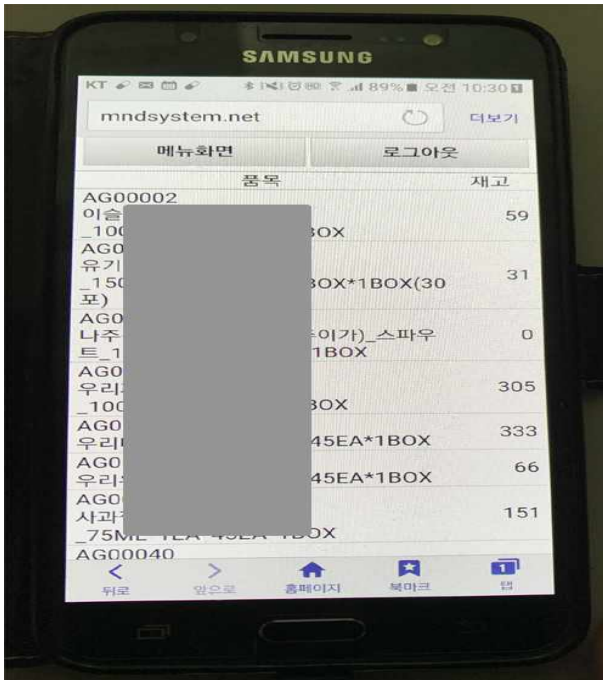 SAMSUNG
KT 89% 오전 10:30
mndsystem.net 더보기
메뉴화면 로그아웃
품목 재고
AG00002
이슬 59
_100 BOX
AG0
유기 31
_150 BOX*1BOX(30
포)
AG0
나주 이가)_스파우 0
트_1 1BOX
AG0
우리 305
_100 BOX
AG0 333
우리 45EA*1BOX
AG0 66
우리 45EA*1BOX
AG0
사과 151
_75ML*1EA*45EA*1BOX
AG00040
뒤로 앞으로 홈페이지 북마크 1 탭